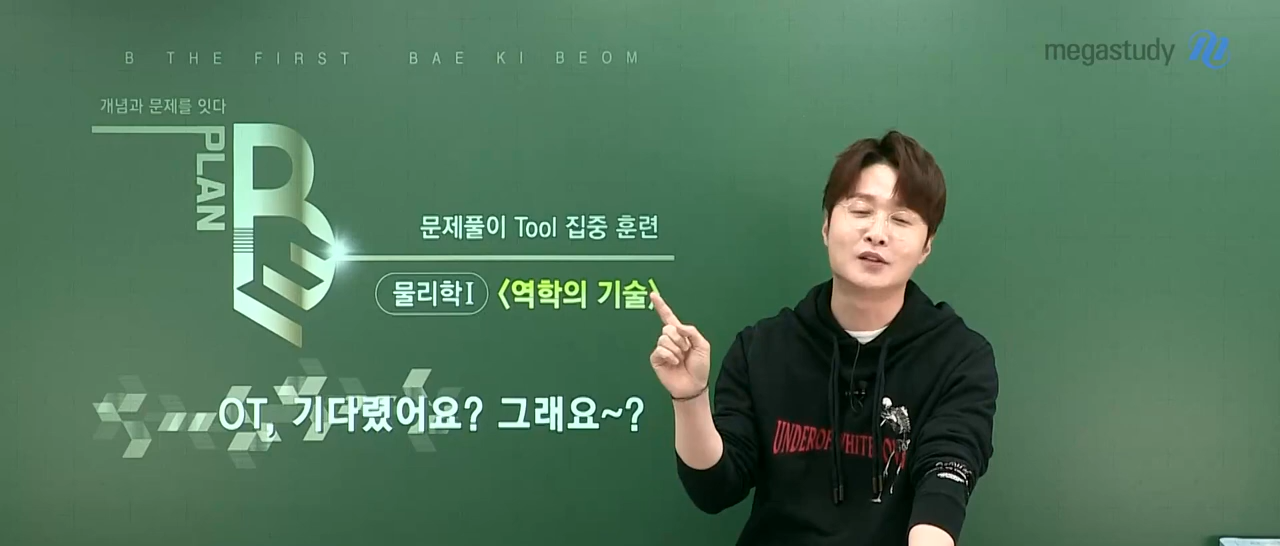 B THE FIRST BAE KI BEOM
megastudy
개념과 문제를 잇다
PLAN
B
문제풀이 Tool 집중 훈련
물리학I 〈역학의 기술〉
OT, 기다렸어요? 그래요~?